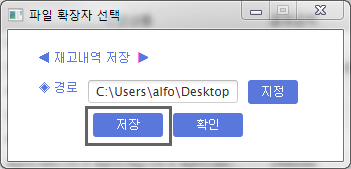 파일 확장자 선택
◀ 재고내역 저장 ▶
◈ 경로 C:\Users\alfo\Desktop 지정
저장 확인